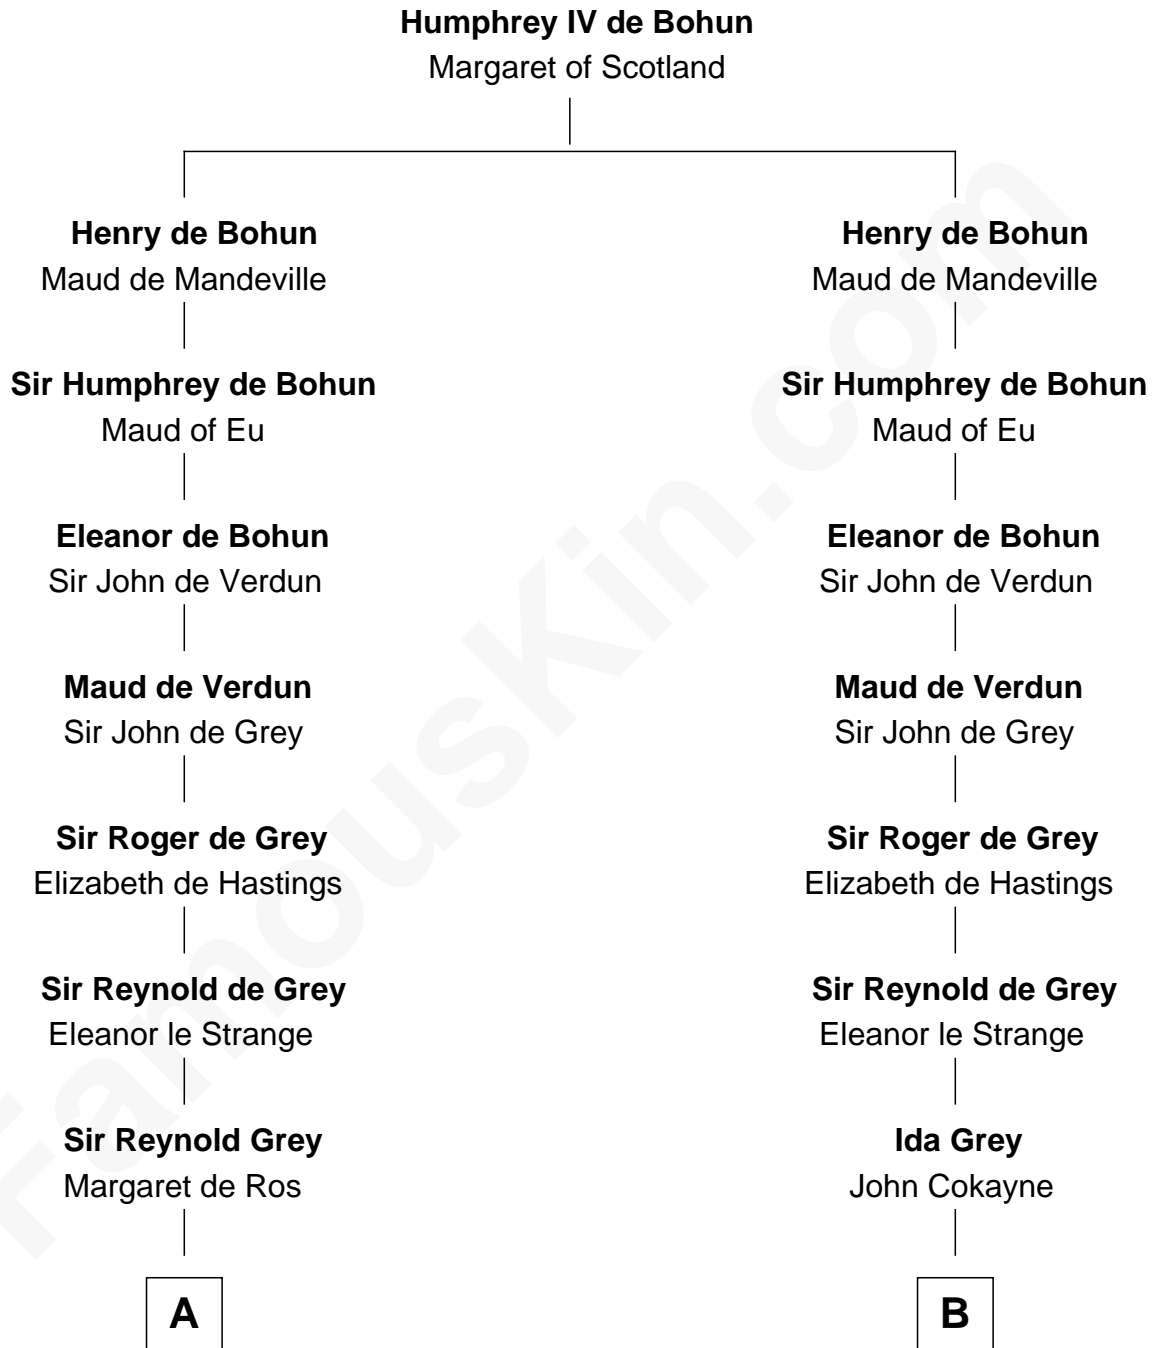 Humphrey IV de Bohun
Margaret of Scotland
Henry de Bohun
Maud de Mandeville
Sir Humphrey de Bohun
Maud of Eu
Eleanor de Bohun
Sir John de Verdun
Maud de Verdun
Sir John de Grey
Sir Roger de Grey
Elizabeth de Hastings
Sir Reynold de Grey
Eleanor le Strange
Sir Reynold Grey
Margaret de Ros
A
Henry de Bohun
Maud de Mandeville
Sir Humphrey de Bohun
Maud of Eu
Eleanor de Bohun
Sir John de Verdun
Maud de Verdun
Sir John de Grey
Sir Roger de Grey
Elizabeth de Hastings
Sir Reynold de Grey
Eleanor le Strange
Ida Grey
John Cokayne
B
FamousKin.com